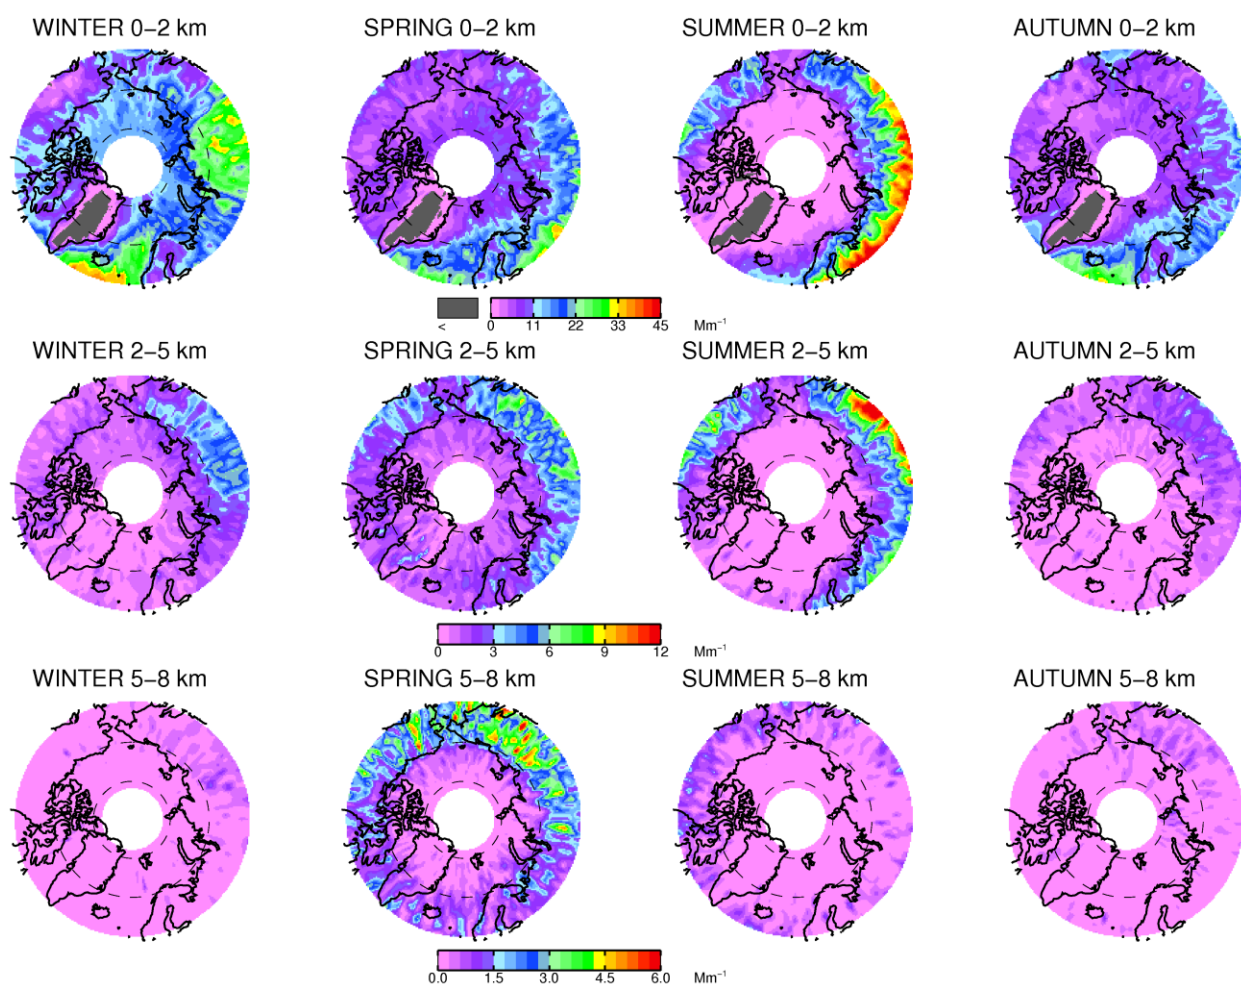 WINTER 0−2 km SPRING 0−2 km SUMMER 0−2 km AUTUMN 0−2 km
< 0 11 22 33 45 Mm⁻¹
WINTER 2−5 km SPRING 2−5 km SUMMER 2−5 km AUTUMN 2−5 km
0 3 6 9 12 Mm⁻¹
WINTER 5−8 km SPRING 5−8 km SUMMER 5−8 km AUTUMN 5−8 km
0.0 1.5 3.0 4.5 6.0 Mm⁻¹